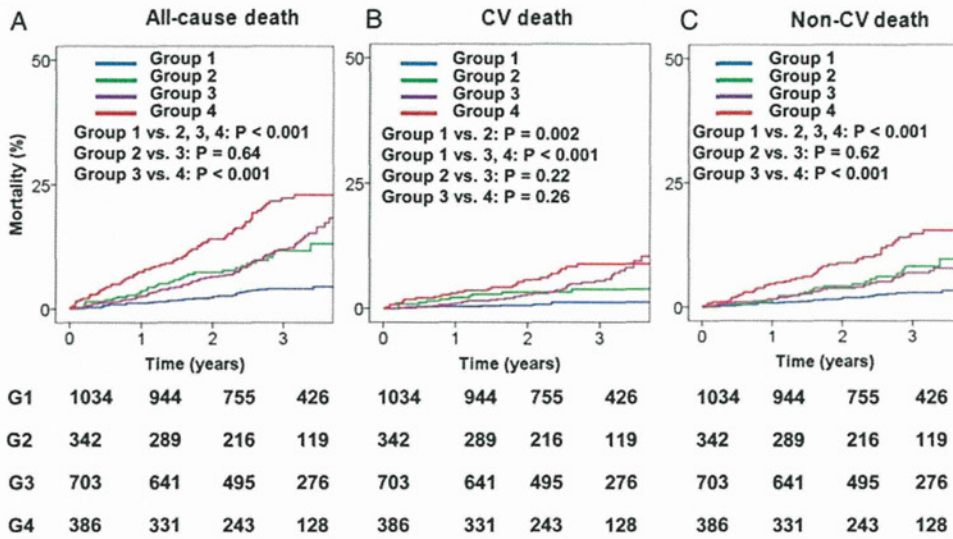 A All-cause death
50
Group 1
Group 2
Group 3
Group 4
Group 1 vs. 2, 3, 4: P < 0.001
Group 2 vs. 3: P = 0.64
Group 3 vs. 4: P < 0.001
25
0
Mortality (%)
0 1 2 3
Time (years)
B CV death
50
Group 1
Group 2
Group 3
Group 4
Group 1 vs. 2: P = 0.002
Group 1 vs. 3, 4: P < 0.001
Group 2 vs. 3: P = 0.22
Group 3 vs. 4: P = 0.26
25
0
0 1 2 3
Time (years)
C Non-CV death
50
Group 1
Group 2
Group 3
Group 4
Group 1 vs. 2, 3, 4: P < 0.001
Group 2 vs. 3: P = 0.62
Group 3 vs. 4: P < 0.001
25
0
0 1 2 3
Time (years)
G1 1034 944 755 426 1034 944 755 426 1034 944 755 426
G2 342 289 216 119 342 289 216 119 342 289 216 119
G3 703 641 495 276 703 641 495 276 703 641 495 276
G4 386 331 243 128 386 331 243 128 386 331 243 128